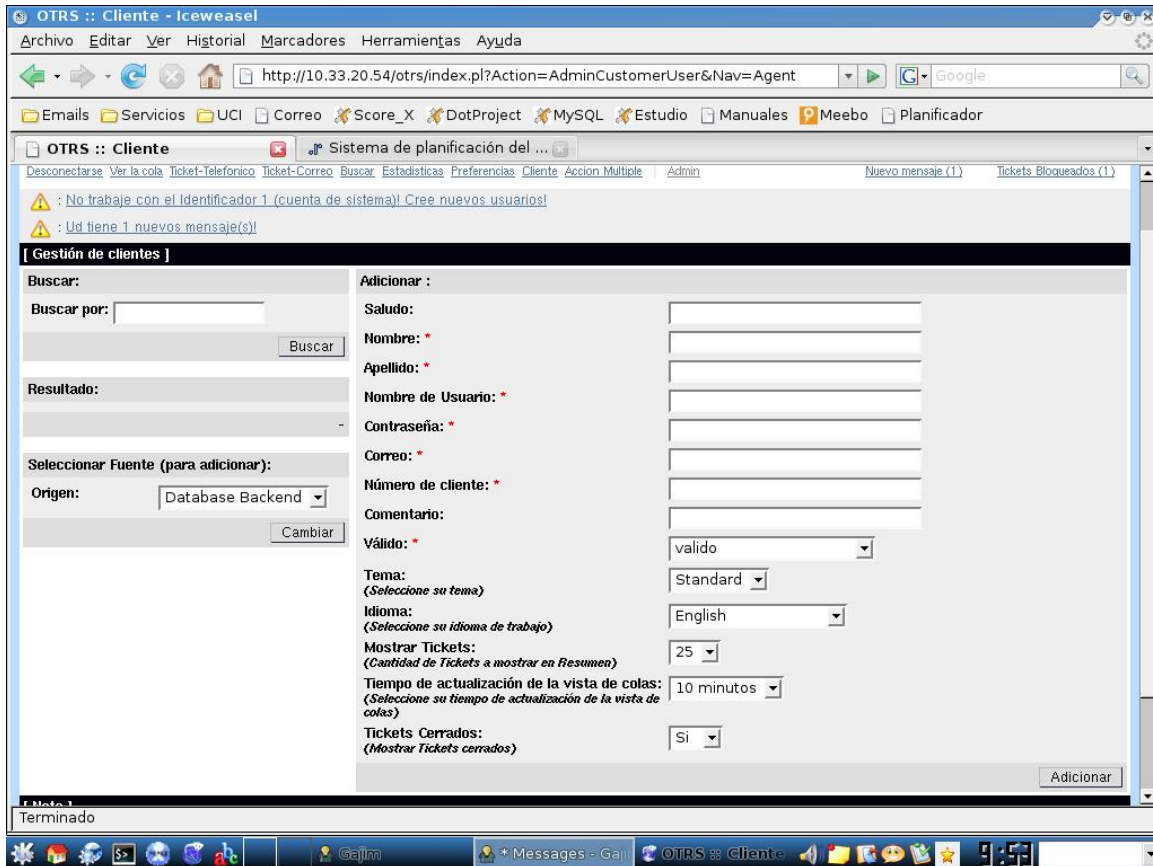 OTRS :: Cliente - Iceweasel
Archivo Editar Ver Historial Marcadores Herramientas Ayuda
http://10.33.20.54/otrs/index.pl?Action=AdminCustomerUser&Nav=Agent
G Google
Emails Servicios UCI Correo Score_X DotProject MySQL Estudio Manuales Meebo Planificador
OTRS :: Cliente
Sistema de planificación del ...
Desconectarse Ver la cola Ticket-Telefonico Ticket-Correo Buscar Estadisticas Preferencias Cliente Accion Multiple Admin Nuevo mensaje (1) Tickets Bloqueados (1)
: No trabaje con el Identificador 1 (cuenta de sistema)! Cree nuevos usuarios!
: Ud tiene 1 nuevos mensaje(s)!
[ Gestión de clientes ]
Buscar:
Buscar por:
Buscar
Resultado:
-
Seleccionar Fuente (para adicionar):
Origen: Database Backend
Cambiar
Adicionar :
Saludo:
Nombre: *
Apellido: *
Nombre de Usuario: *
Contraseña: *
Correo: *
Número de cliente: *
Comentario:
Válido: * valido
Tema: Standard
(Seleccione su tema)
Idioma: English
(Seleccione su idioma de trabajo)
Mostrar Tickets: 25
(Cantidad de Tickets a mostrar en Resumen)
Tiempo de actualización de la vista de colas: 10 minutos
(Seleccione su tiempo de actualización de la vista de
colas)
Tickets Cerrados: Si
(Mostrar Tickets cerrados)
Adicionar
[ Nota ]
Terminado
abc
Gajim
* Messages - Gaji
OTRS :: Cliente
9:53